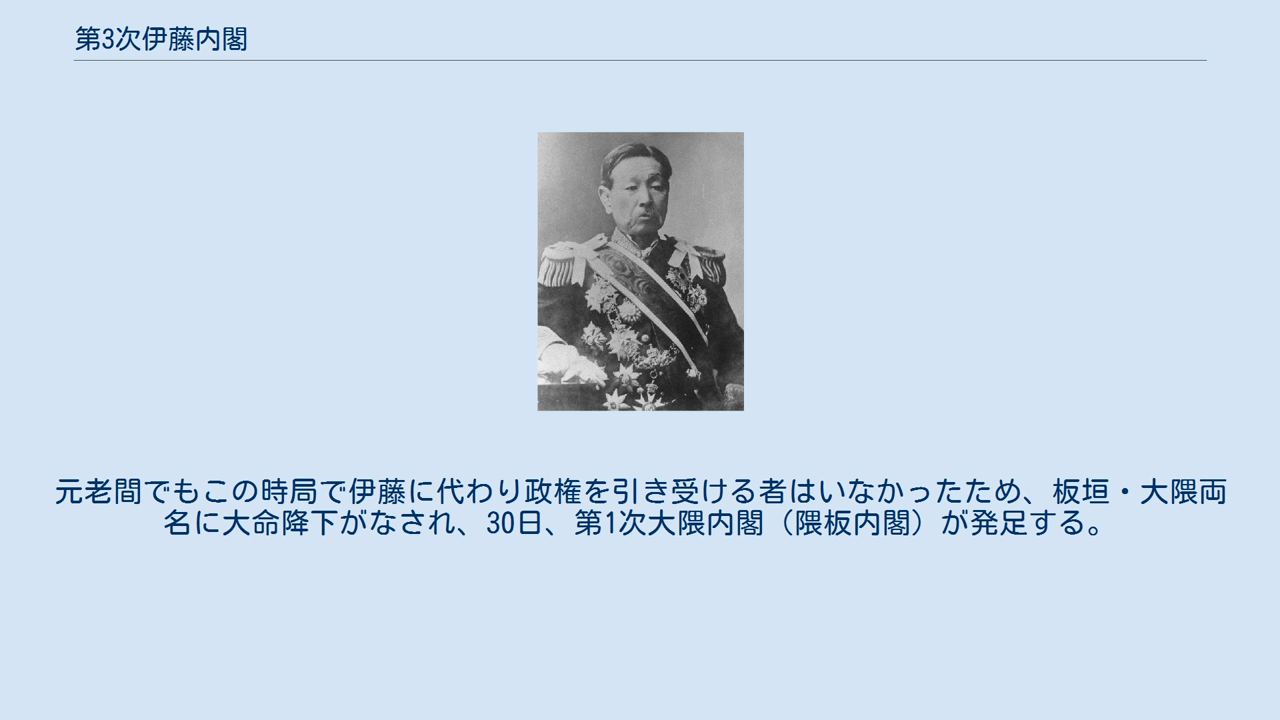 第3次伊藤内閣
元老間でもこの時局で伊藤に代わり政権を引き受ける者はいなかったため、板垣・大隈両
名に大命降下がなされ、30日、第1次大隈内閣（隈板内閣）が発足する。